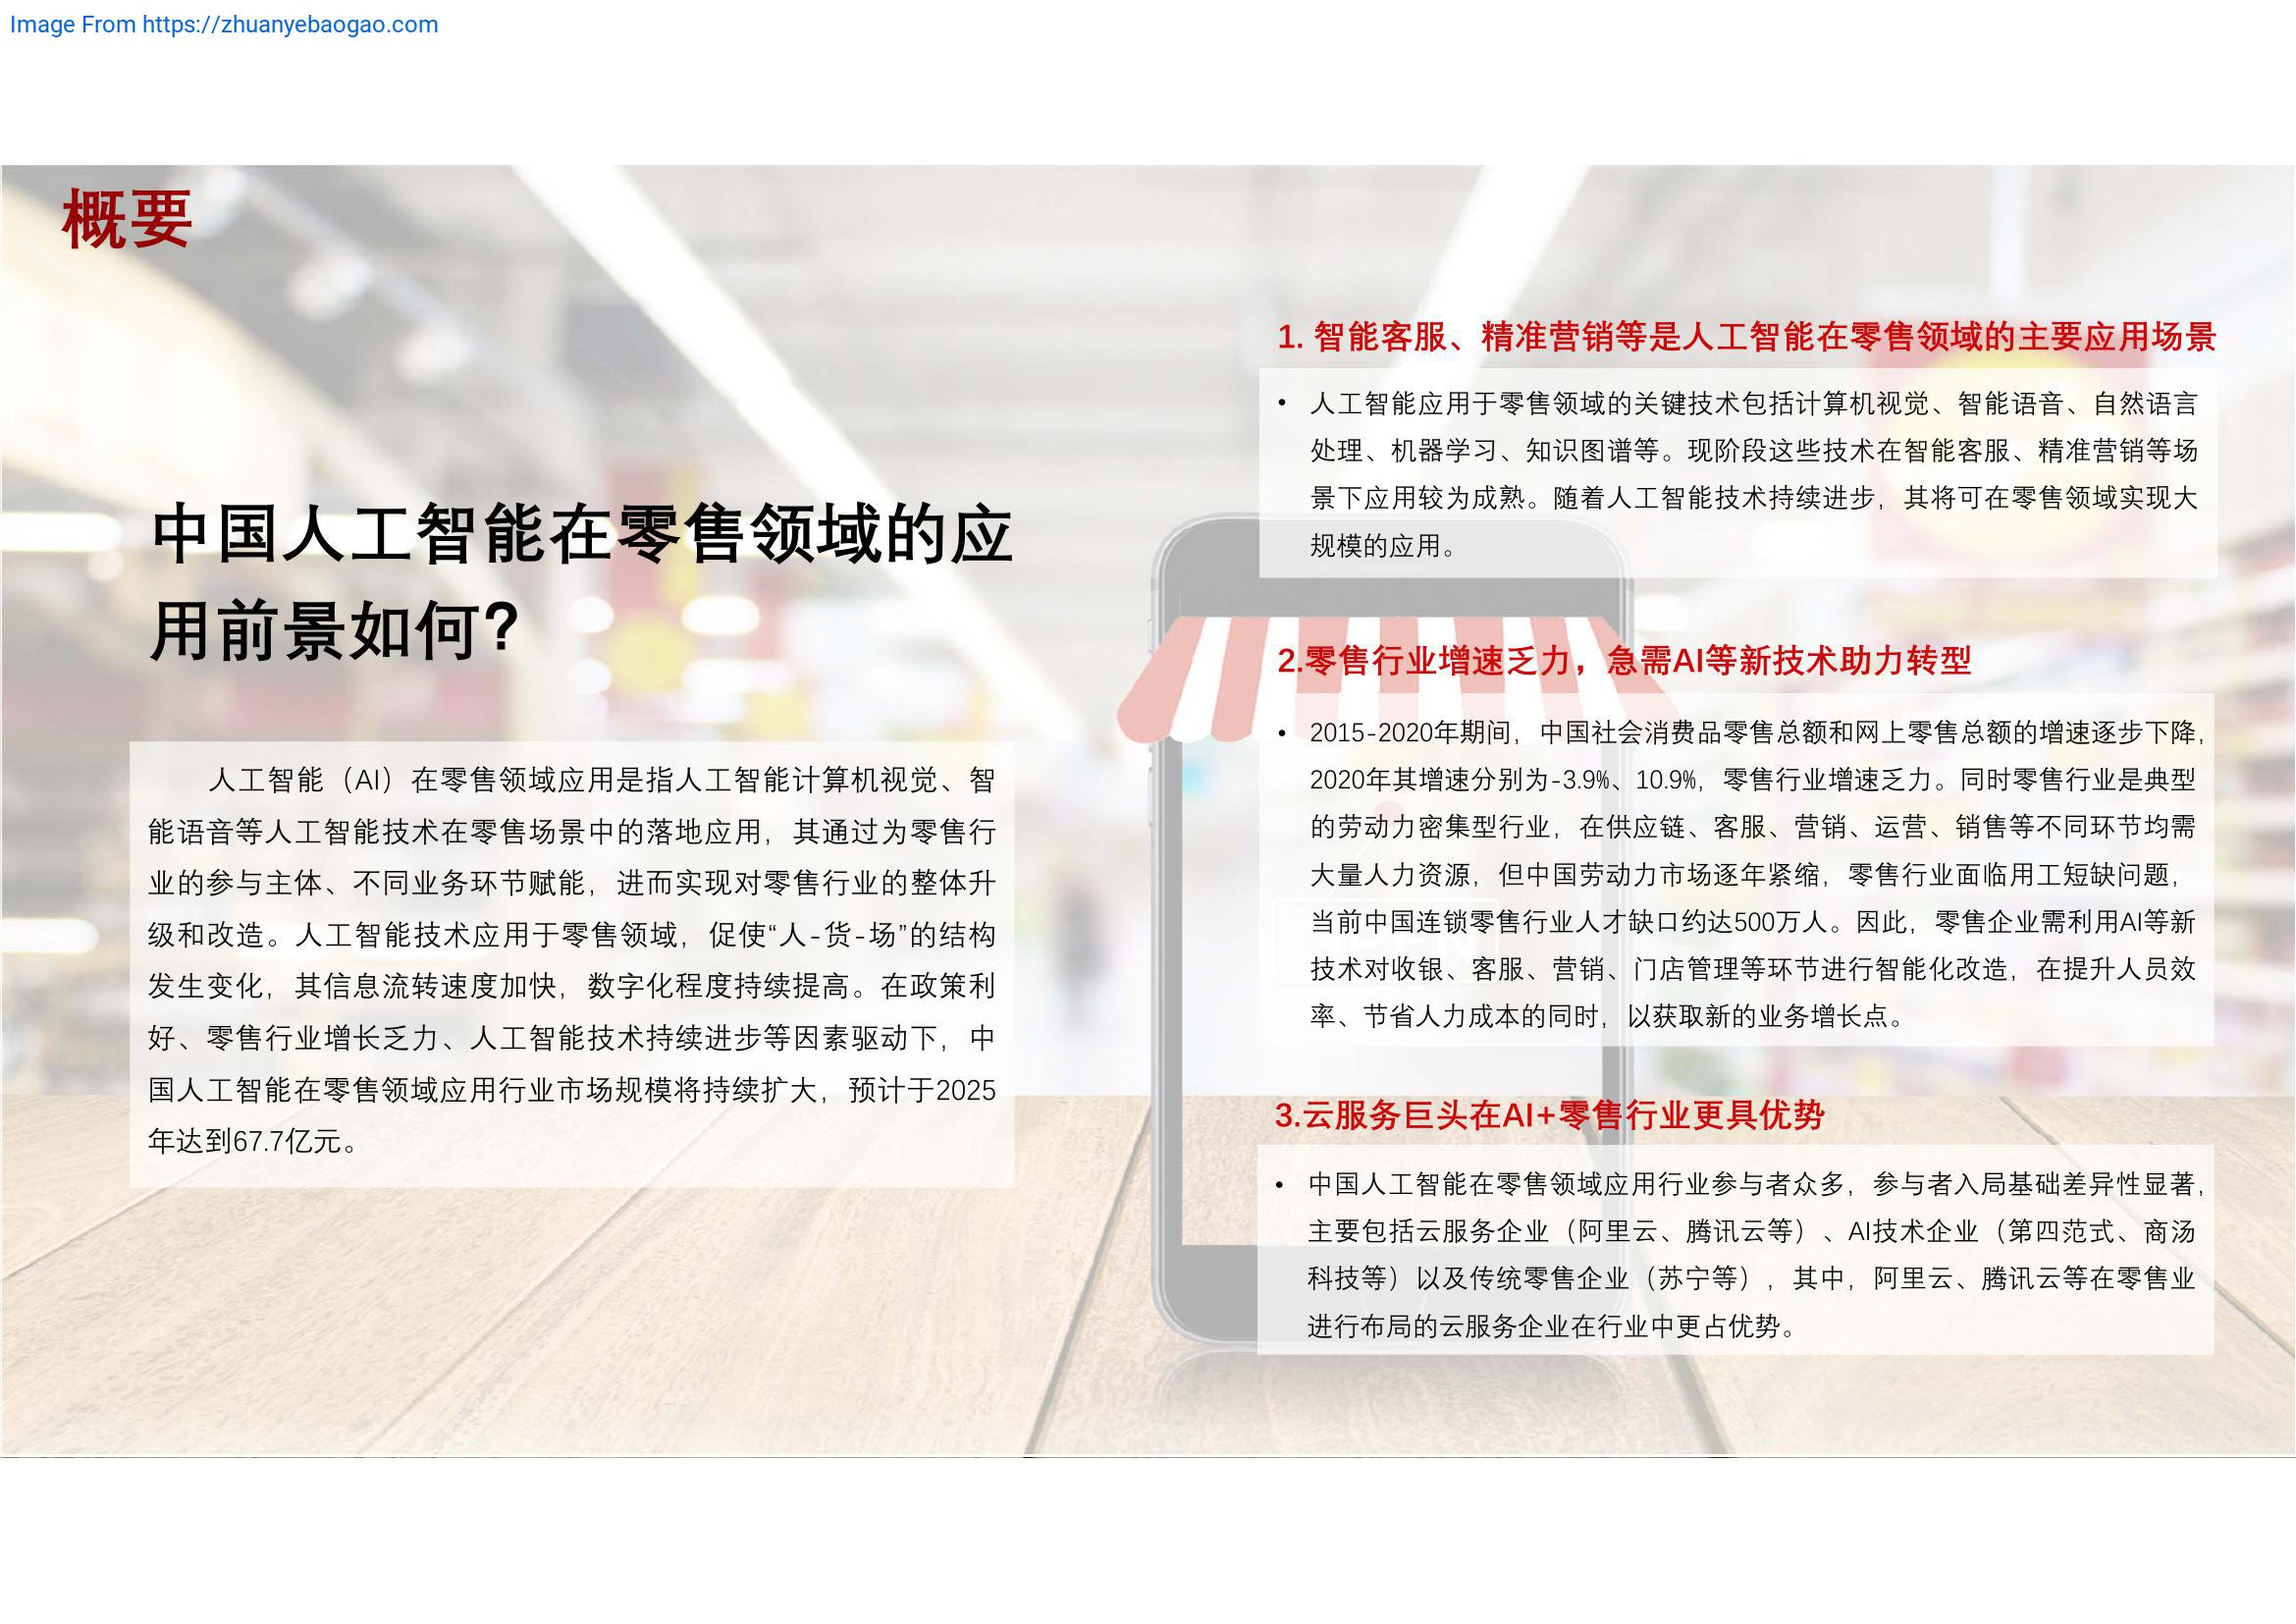 Image From https://zhuanyebaogao.com
概要
中国人工智能在零售领域的应
用前景如何？
人工智能（AI）在零售领域应用是指人工智能计算机视觉、智
能语音等人工智能技术在零售场景中的落地应用，其通过为零售行
业的参与主体、不同业务环节赋能，进而实现对零售行业的整体升
级和改造。人工智能技术应用于零售领域，促使“人-货-场”的结构
发生变化，其信息流转速度加快，数字化程度持续提高。在政策利
好、零售行业增长乏力、人工智能技术持续进步等因素驱动下，中
国人工智能在零售领域应用行业市场规模将持续扩大，预计于2025
年达到67.7亿元。
1. 智能客服、精准营销等是人工智能在零售领域的主要应用场景
• 人工智能应用于零售领域的关键技术包括计算机视觉、智能语音、自然语言
处理、机器学习、知识图谱等。现阶段这些技术在智能客服、精准营销等场
景下应用较为成熟。随着人工智能技术持续进步，其将可在零售领域实现大
规模的应用。
2.零售行业增速乏力，急需AI等新技术助力转型
• 2015-2020年期间，中国社会消费品零售总额和网上零售总额的增速逐步下降，
2020年其增速分别为-3.9%、10.9%，零售行业增速乏力。同时零售行业是典型
的劳动力密集型行业，在供应链、客服、营销、运营、销售等不同环节均需
大量人力资源，但中国劳动力市场逐年紧缩，零售行业面临用工短缺问题，
当前中国连锁零售行业人才缺口约达500万人。因此，零售企业需利用AI等新
技术对收银、客服、营销、门店管理等环节进行智能化改造，在提升人员效
率、节省人力成本的同时，以获取新的业务增长点。
3.云服务巨头在AI+零售行业更具优势
• 中国人工智能在零售领域应用行业参与者众多，参与者入局基础差异性显著，
主要包括云服务企业（阿里云、腾讯云等）、AI技术企业（第四范式、商汤
科技等）以及传统零售企业（苏宁等），其中，阿里云、腾讯云等在零售业
进行布局的云服务企业在行业中更占优势。